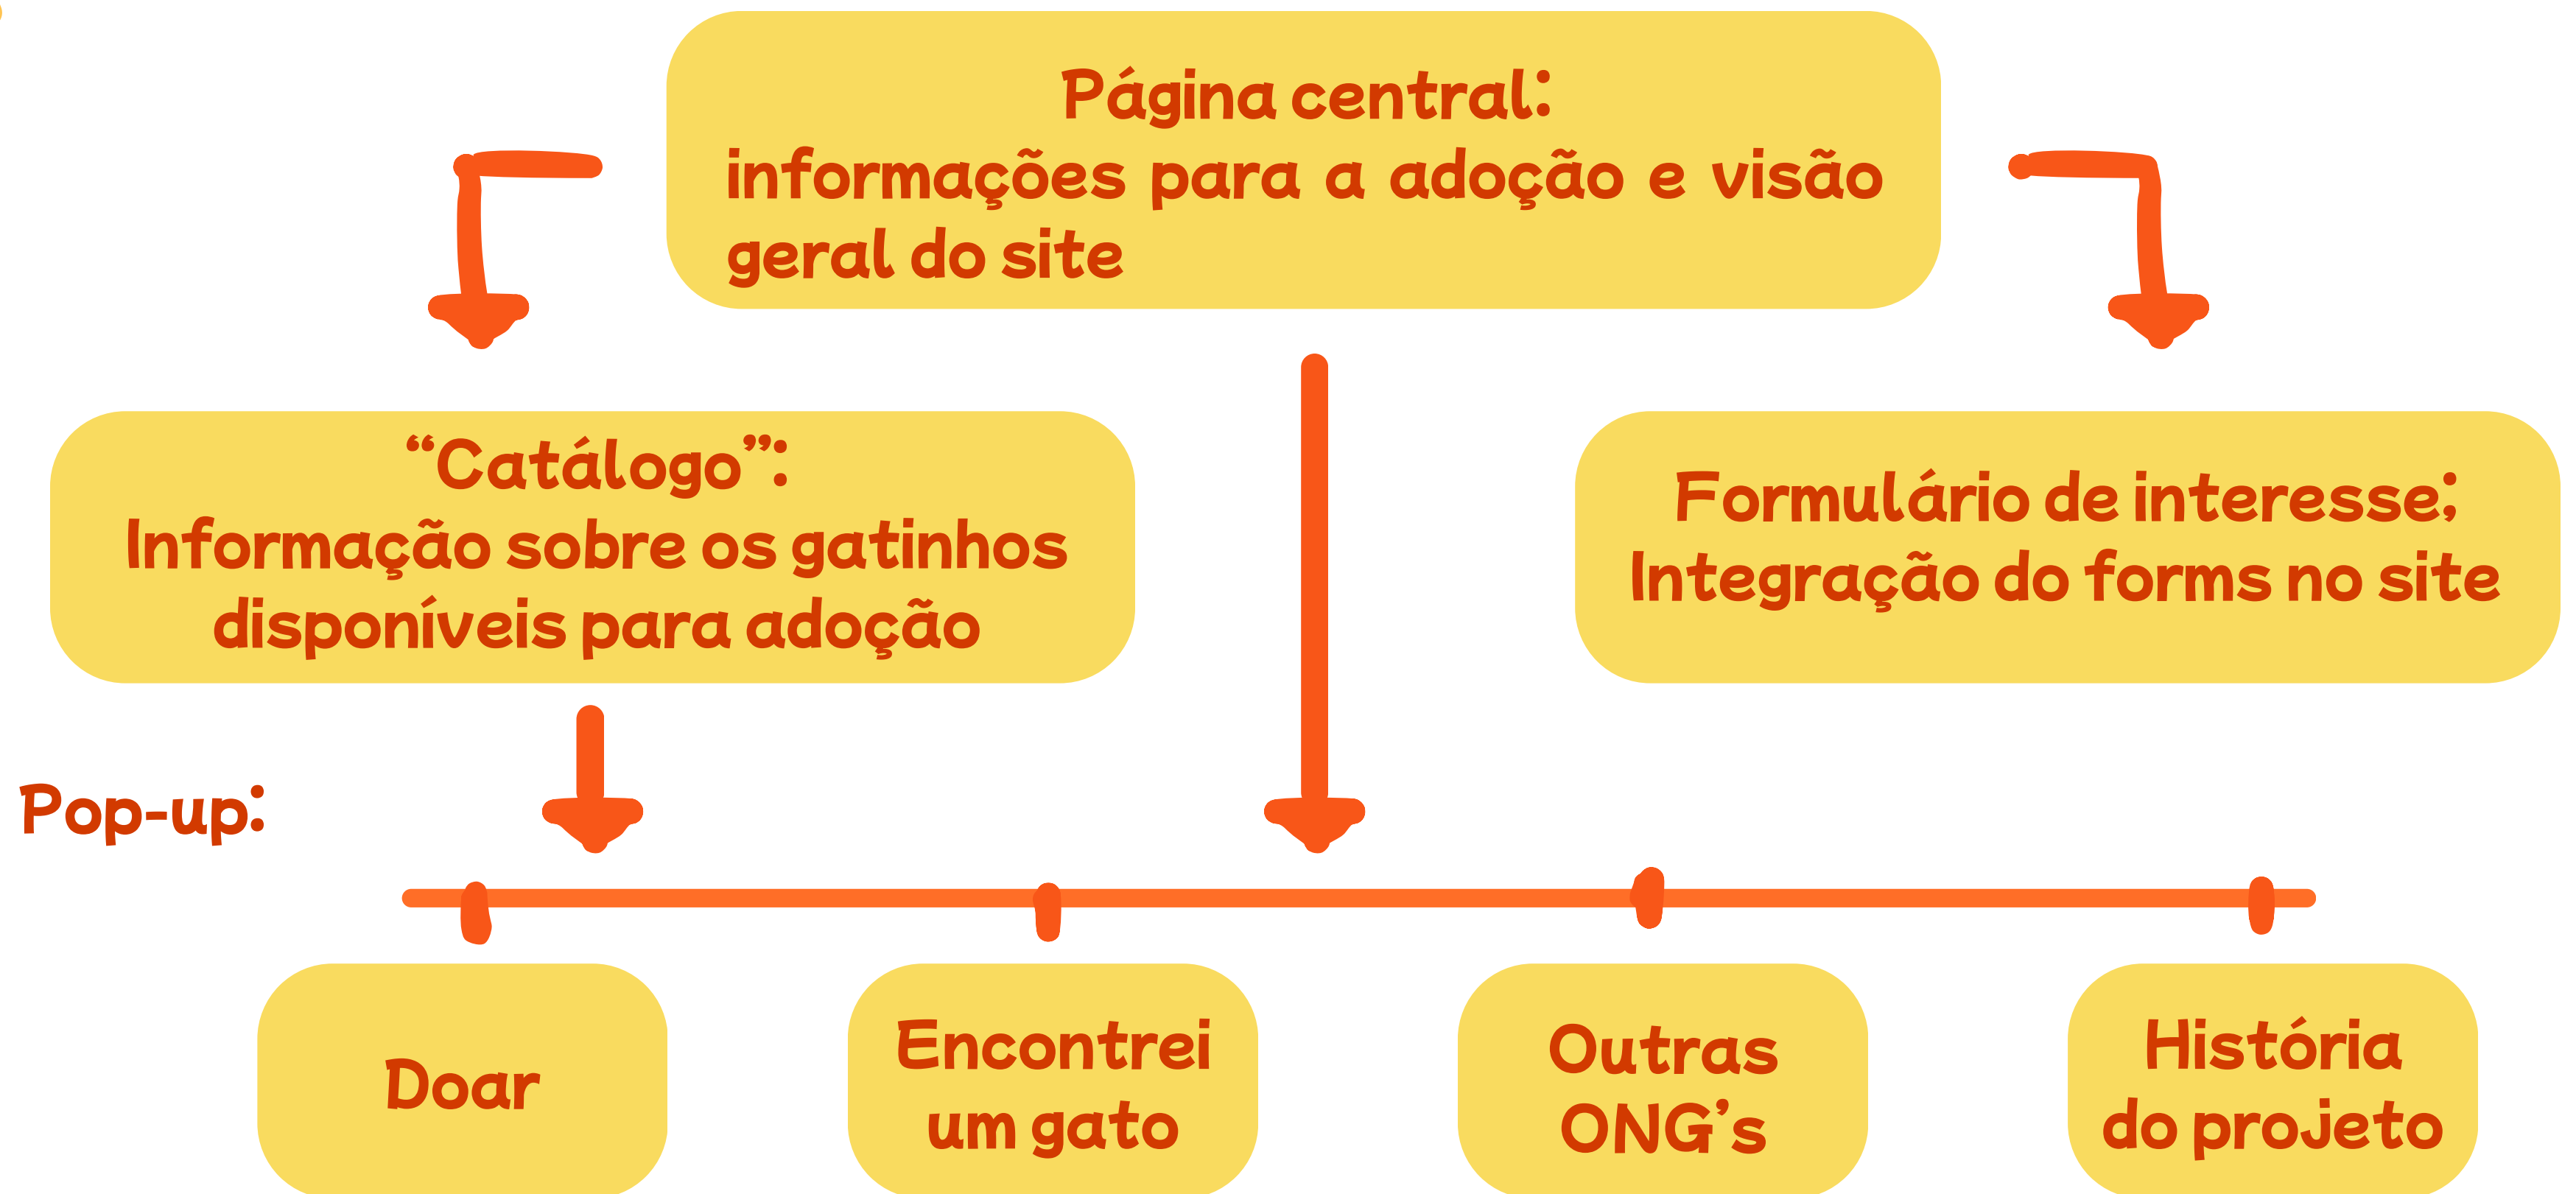 Página central:
informações para a adoção e visão
geral do site
“Catálogo”:
Informação sobre os gatinhos
disponíveis para adoção
Formulário de interesse;
Integração do forms no site
Pop-up:
Doar
Encontrei
um gato
Outras
ONG’s
História
do projeto